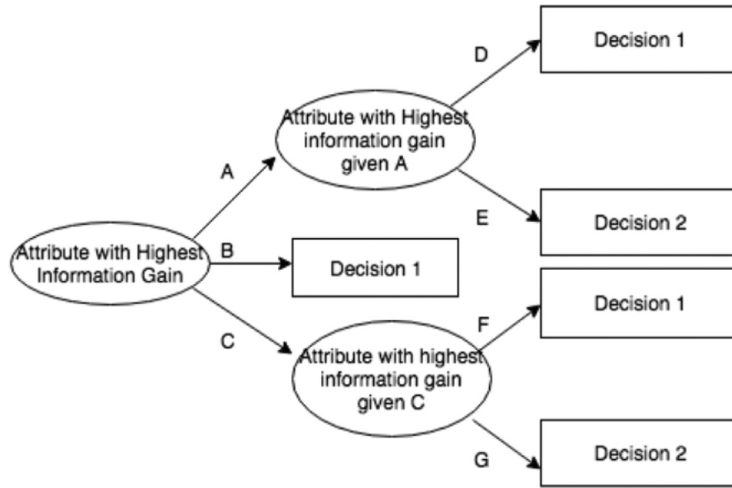 D
Decision 1
Attribute with Highest
information gain
given A
A
E
Decision 2
Attribute with Highest
Information Gain
B
Decision 1
C
F
Decision 1
Attribute with highest
information gain
given C
G
Decision 2